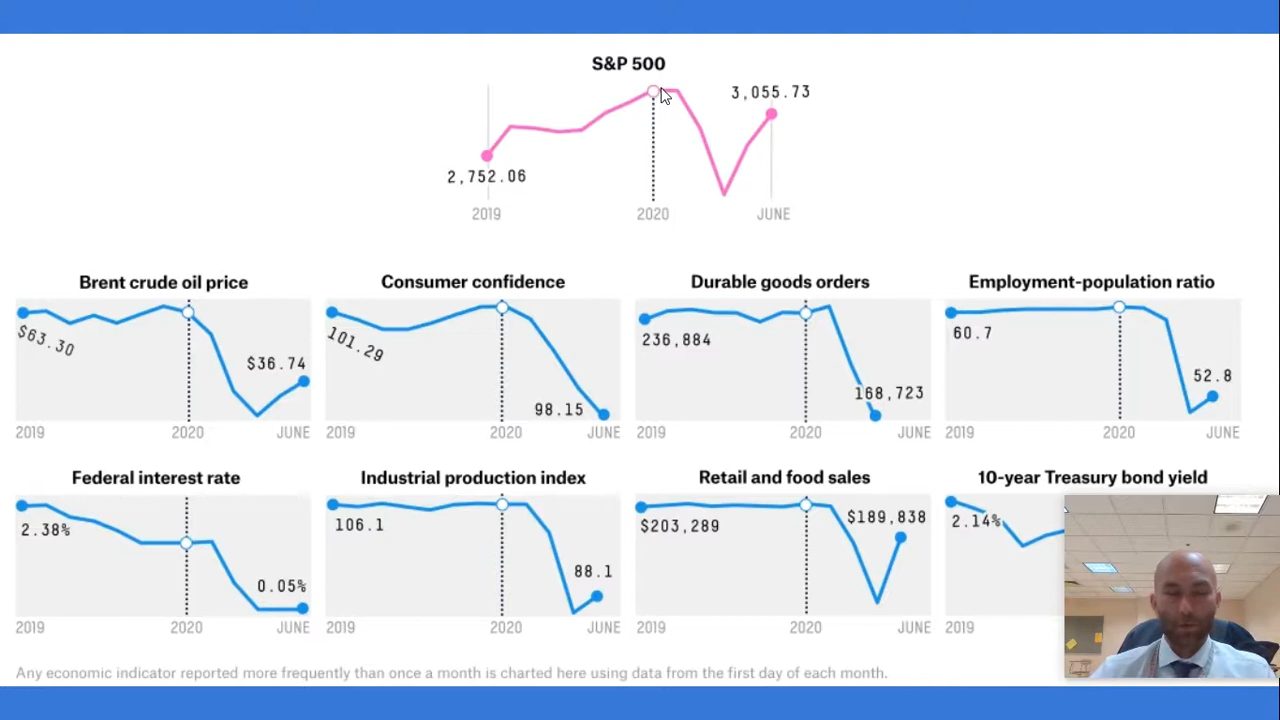 S&P 500
3,055.73
2,752.06
2019 2020 JUNE
Brent crude oil price
$63.30
$36.74
2019 2020 JUNE
Consumer confidence
101.29
98.15
2019 2020 JUNE
Durable goods orders
236,884
168,723
2019 2020 JUNE
Employment-population ratio
60.7
52.8
2019 2020 JUNE
Federal interest rate
2.38%
0.05%
2019 2020 JUNE
Industrial production index
106.1
88.1
2019 2020 JUNE
Retail and food sales
$203,289
$189,838
2019 2020 JUNE
10-year Treasury bond yield
2.14%
2019
Any economic indicator reported more frequently than once a month is charted here using data from the first day of each month.